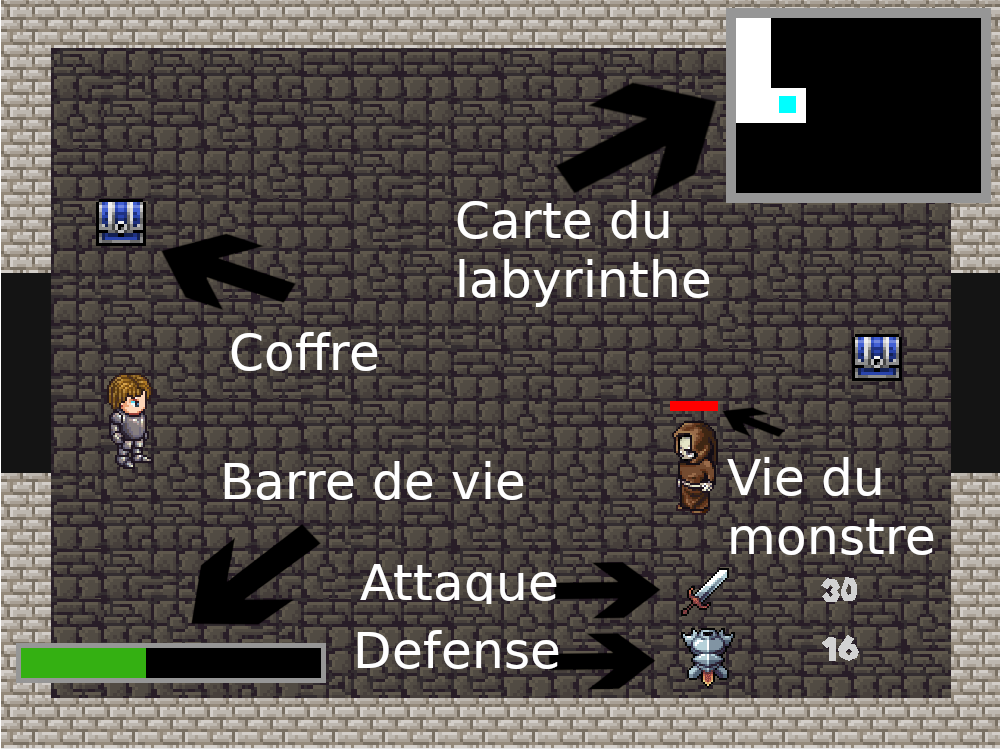 Carte du
labyrinthe
Coffre
Barre de vie
Vie du
monstre
Attaque
30
Defense
16